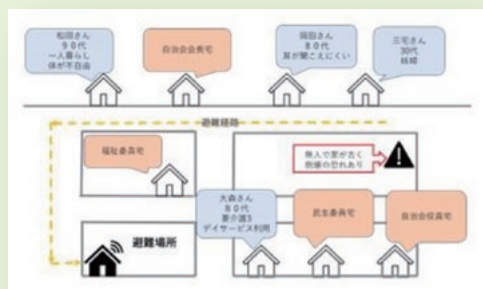 松田さん
90代
一人暮らし
体が不自由
自治会会長宅
岡田さん
80代
耳が聞こえにくい
三宅さん
30代
妊婦
避難経路
福祉委員宅
無人で家が古く
倒壊の恐れあり
大森さん
80代
要介護3
デイサービス利用
民生委員宅
自治会役員宅
避難場所